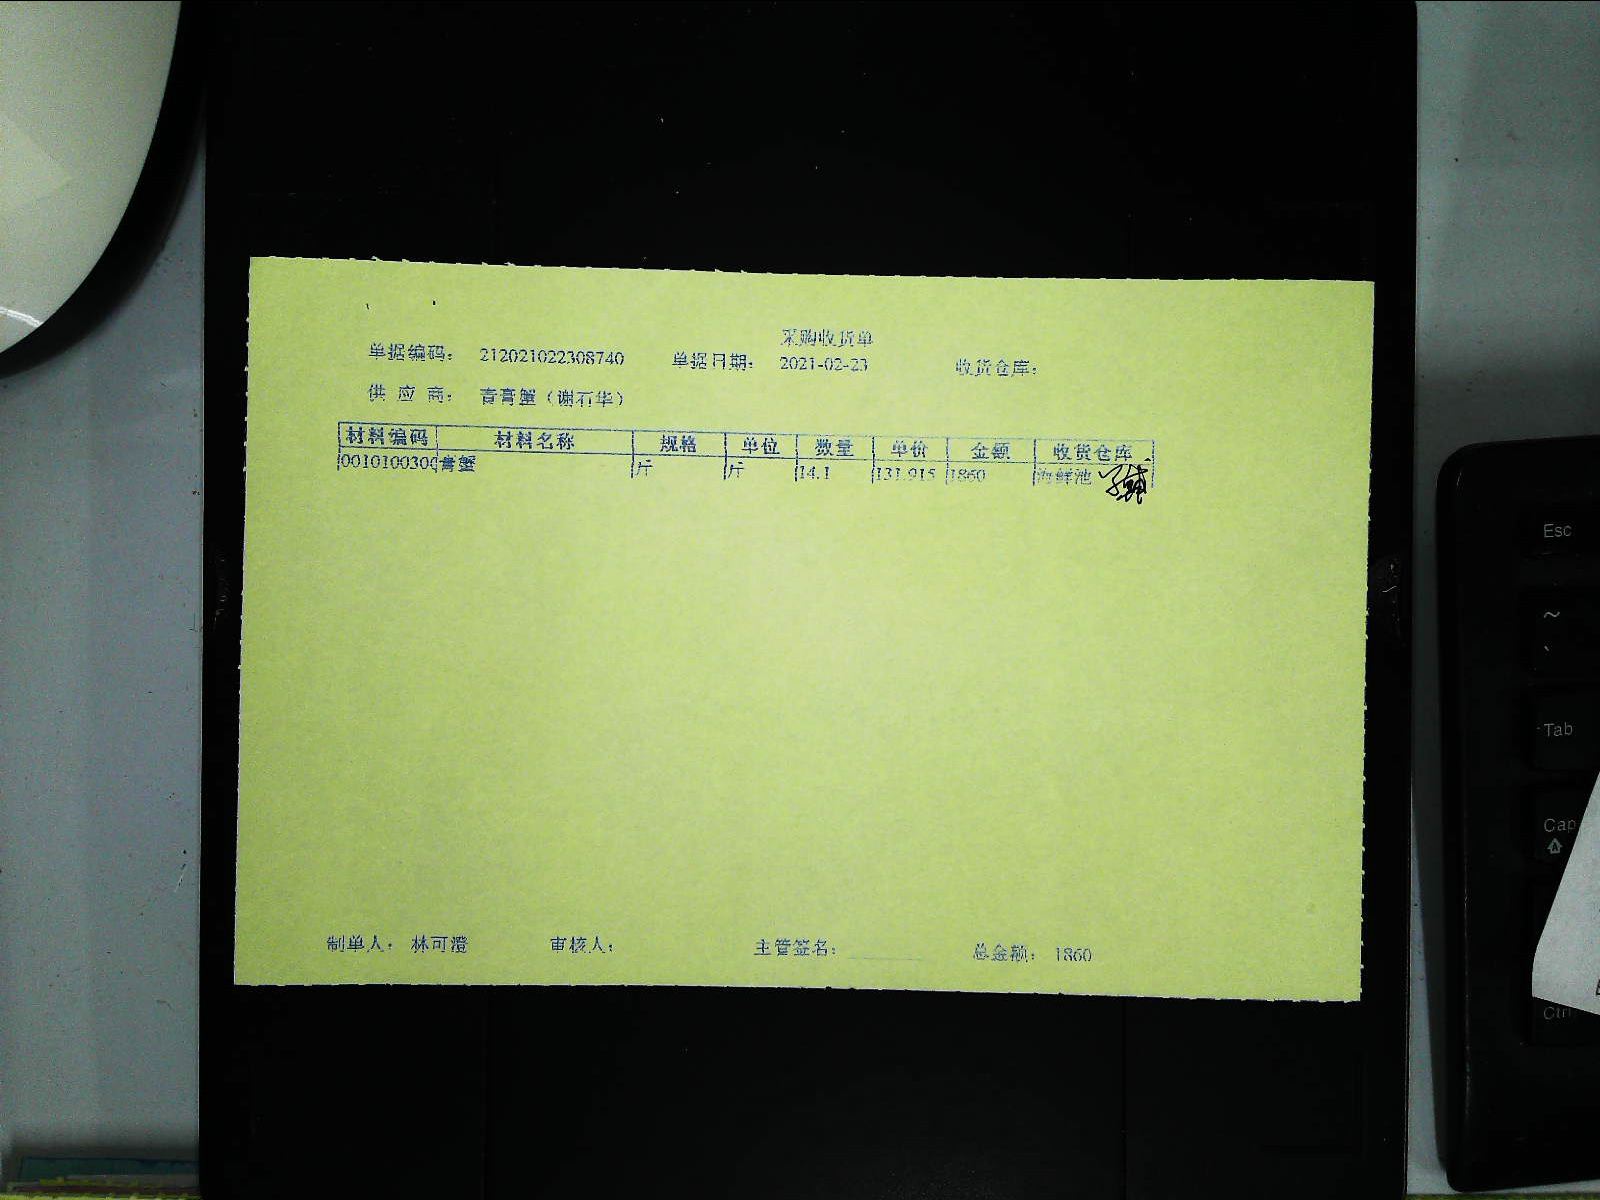 采购收货单
单据编码： 212021022308740 单据日期： 2021-02-23 收货仓库：
供 应 商： 青膏蟹（谢石华）
材料编码 材料名称 规格 单位 数量 单价 金额 收货仓库
001010030 青蟹 斤 斤 14.1 131.915 1860 海鲜池
制单人： 林可澄 审核人： 主管签名： 总金额： 1860
Esc
~
Tab
Cap
Ctrl